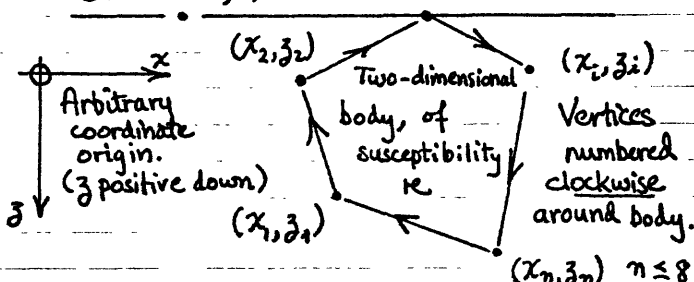 (x₂,z₂)
x
(xᵢ,zᵢ)
Two-dimensional
body, of
susceptibility
κ
Arbitrary
coordinate
origin.
(z positive down)
z
Vertices
numbered
clockwise
around body.
(x₁,z₁)
(xₙ,zₙ) n ≤ 8